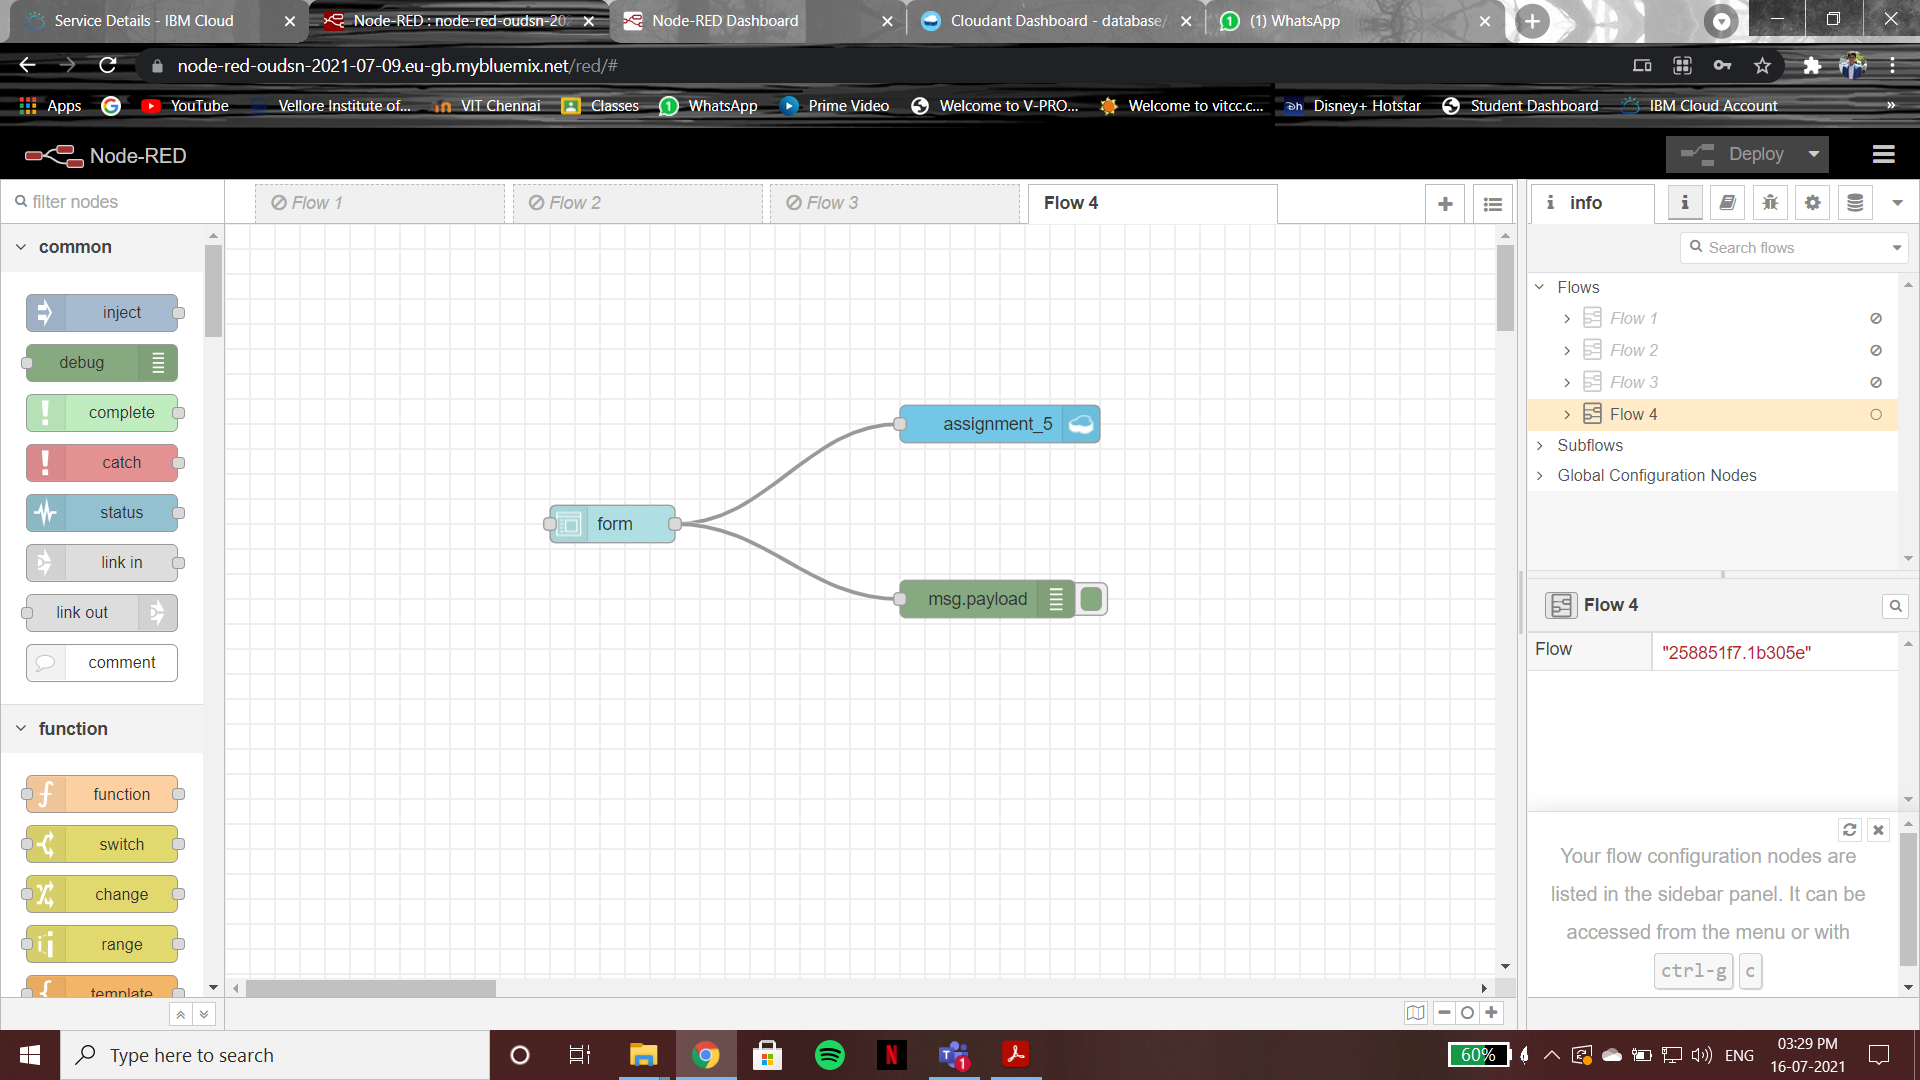 Service Details - IBM Cloud
Node-RED : node-red-oudsn-202
Node-RED Dashboard
Cloudant Dashboard - database/
(1) WhatsApp
node-red-oudsn-2021-07-09.eu-gb.mybluemix.net/red/#
Apps
YouTube
Vellore Institute of...
VIT Chennai
Classes
WhatsApp
Prime Video
Welcome to V-PRO...
Welcome to vitcc.c...
Disney+ Hotstar
Student Dashboard
IBM Cloud Account
»
Node-RED
Deploy
filter nodes
Flow 1
Flow 2
Flow 3
Flow 4
info
Search flows
common
inject
debug
complete
catch
status
link in
link out
comment
function
function
switch
change
range
template
form
assignment_5
msg.payload
Flows
Flow 1
Flow 2
Flow 3
Flow 4
Subflows
Global Configuration Nodes
Flow 4
Flow
"258851f7.1b305e"
Your flow configuration nodes are
listed in the sidebar panel. It can be
accessed from the menu or with
ctrl-g c
Type here to search
60%
ENG
03:29 PM
16-07-2021